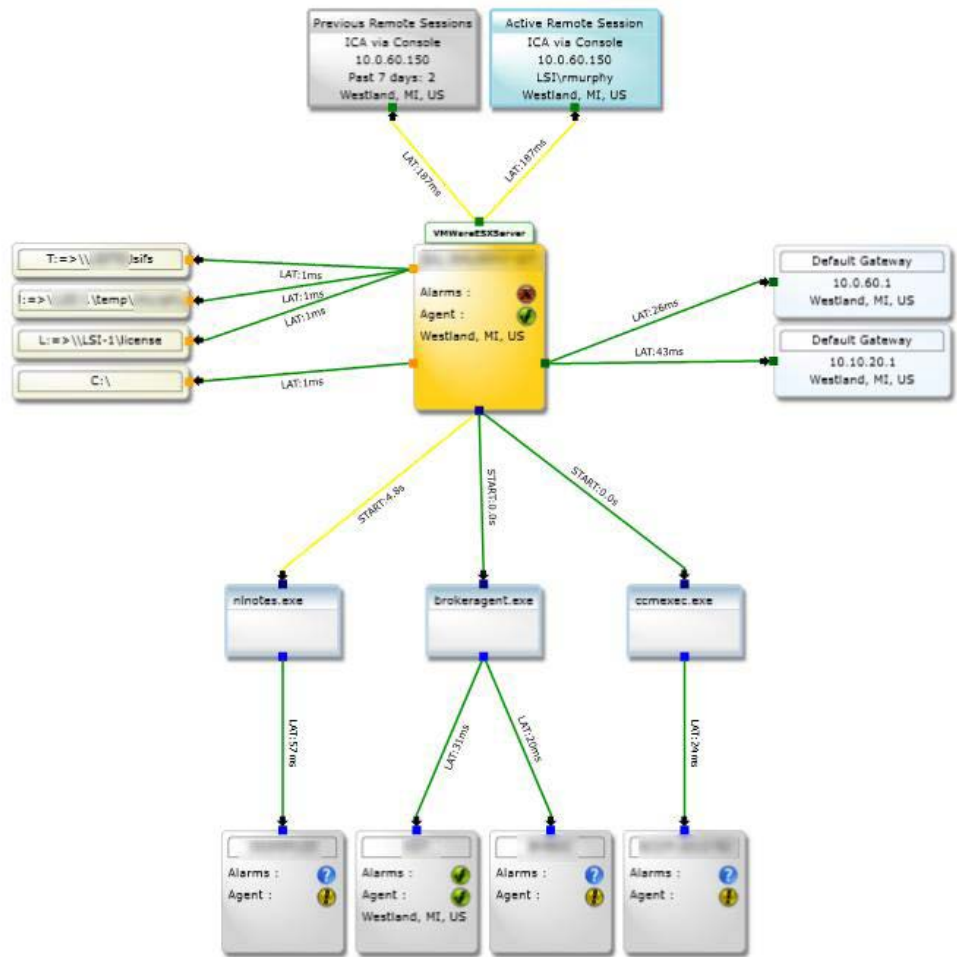 Previous Remote Sessions
ICA via Console
10.0.60.150
Past 7 days: 2
Westland, MI, US
Active Remote Session
ICA via Console
10.0.60.150
LSI\rmurphy
Westland, MI, US
LAT:187ms
LAT:187ms
VMWareESXServer
Alarms :
Agent :
Westland, MI, US
T:=>\\ lsifs
I:=>\\ .\temp\
L:=>\\LSI-1\license
C:\
LAT:1ms
LAT:1ms
LAT:1ms
LAT:1ms
Default Gateway
10.0.60.1
Westland, MI, US
Default Gateway
10.10.20.1
Westland, MI, US
LAT:26ms
LAT:43ms
START:4.8s
START:0.0s
START:0.0s
nlnotes.exe
brokeragent.exe
ccmexec.exe
LAT:57ms
LAT:31ms
LAT:20ms
LAT:24ms
Alarms :
Agent :
Alarms :
Agent :
Westland, MI, US
Alarms :
Agent :
Alarms :
Agent :